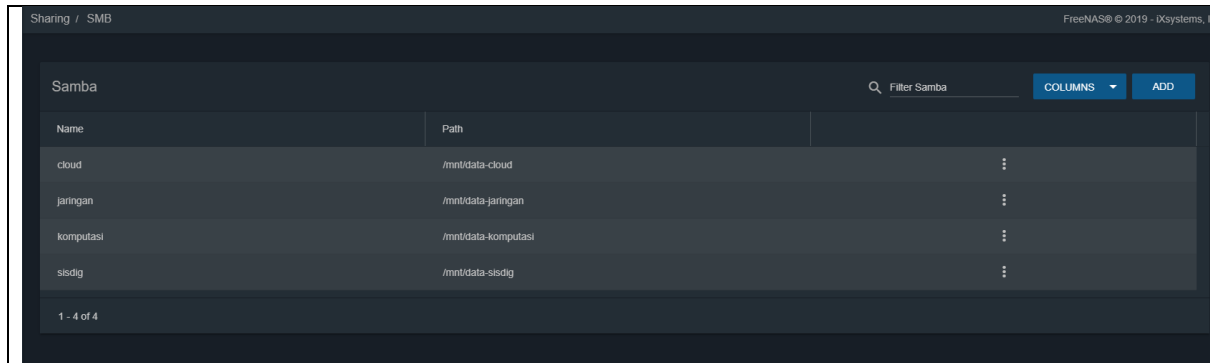 Sharing / SMB FreeNAS® © 2019 - iXsystems,
Samba Filter Samba COLUMNS ADD
Name Path
cloud /mnt/data-cloud
jaringan /mnt/data-jaringan
komputasi /mnt/data-komputasi
sisdig /mnt/data-sisdig
1 - 4 of 4